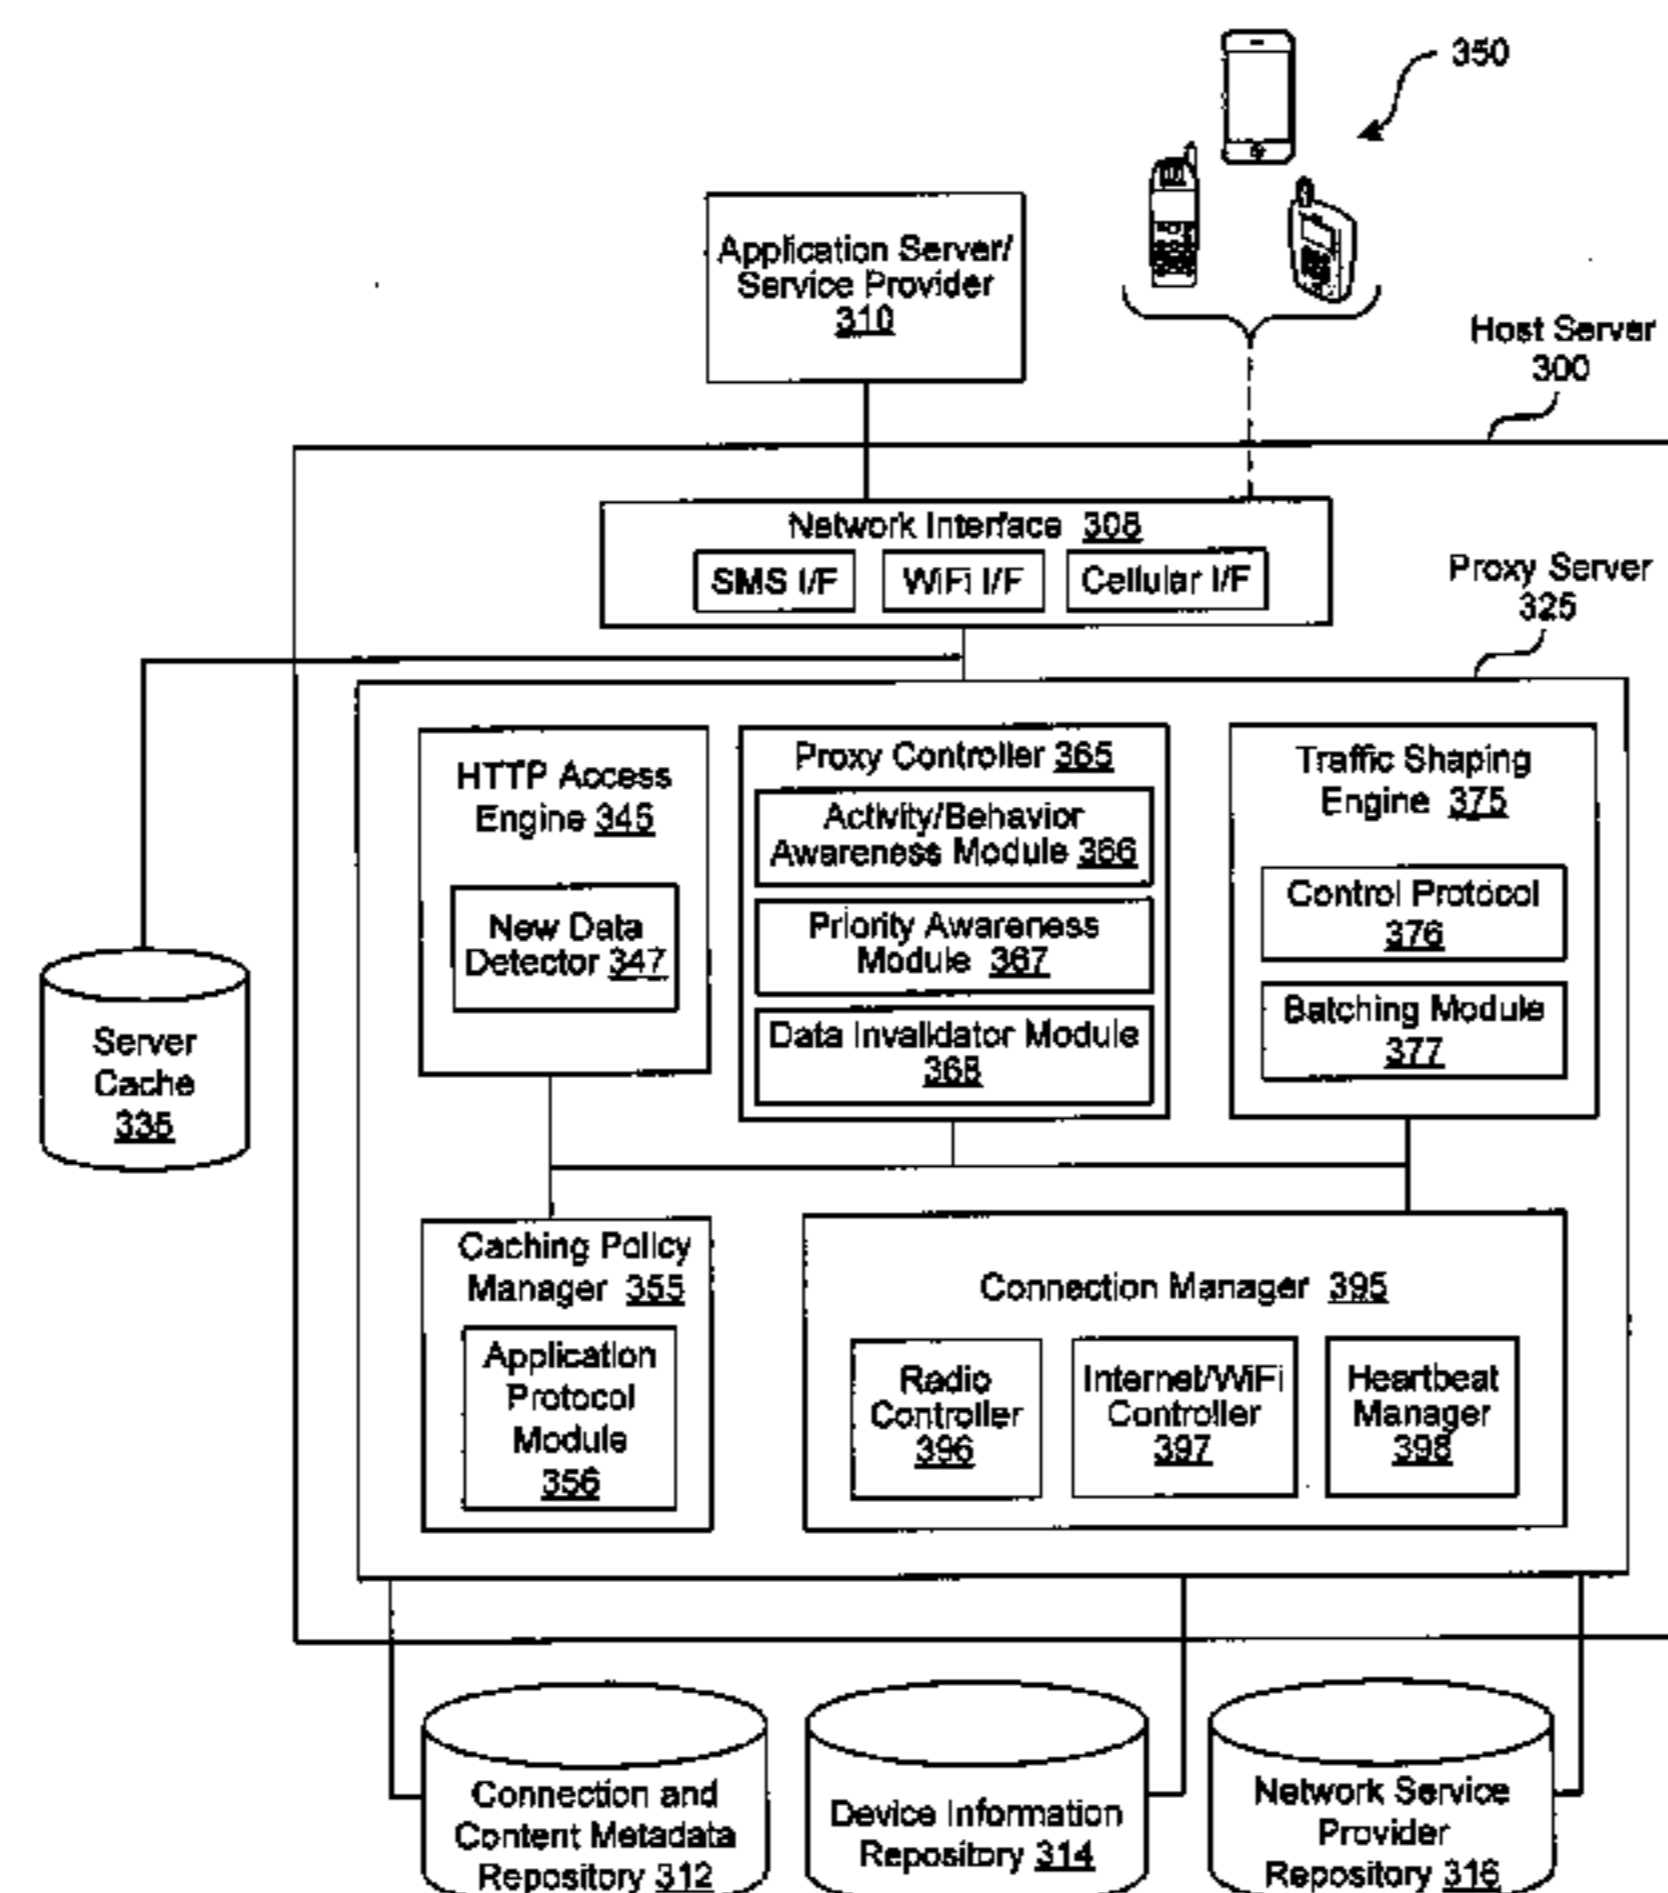 350
Application Server/
Service Provider
310
Host Server
300
Network Interface 308
SMS I/F
WiFi I/F
Cellular I/F
Proxy Server
325
HTTP Access
Engine 345
New Data
Detector 347
Proxy Controller 365
Activity/Behavior
Awareness Module 366
Priority Awareness
Module 367
Data Invalidator Module
368
Traffic Shaping
Engine 375
Control Protocol
376
Batching Module
377
Server
Cache
335
Caching Policy
Manager 355
Application
Protocol
Module
356
Connection Manager 395
Radio
Controller
396
Internet/WiFi
Controller
397
Heartbeat
Manager
398
Connection and
Content Metadata
Repository 312
Device Information
Repository 314
Network Service
Provider
Repository 316